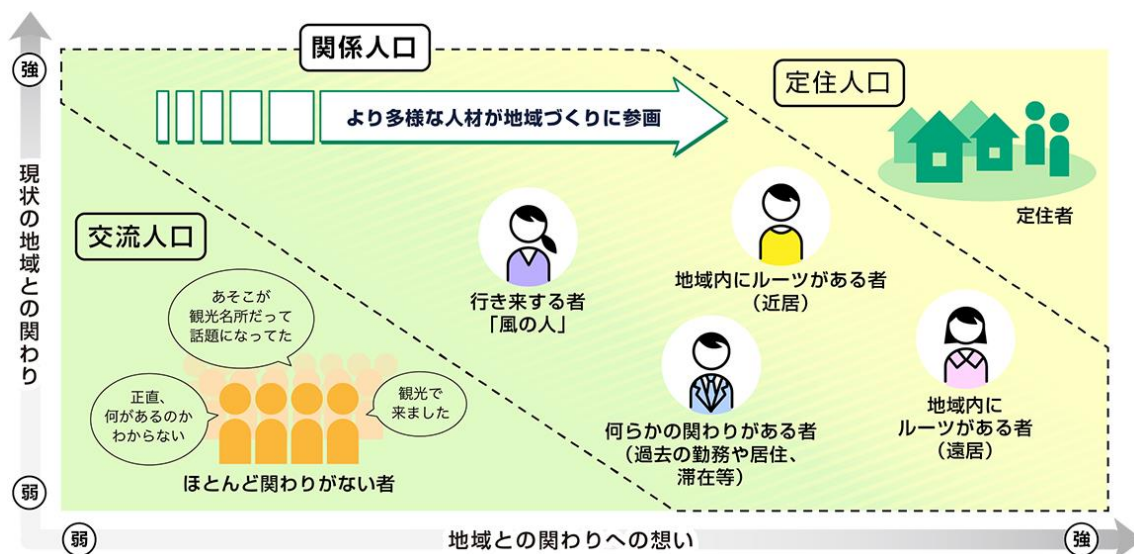 関係人口
強
より多様な人材が地域づくりに参画
定住人口
定住者
現状の地域との関わり
交流人口
あそこが
観光名所だって
話題になってた
正直、
何があるのか
わからない
観光で
来ました
ほとんど関わりがない者
行き来する者
「風の人」
地域内にルーツがある者
（近居）
何らかの関わりがある者
（過去の勤務や居住、
滞在等）
地域内に
ルーツがある者
（遠居）
弱
弱
地域との関わりへの想い
強